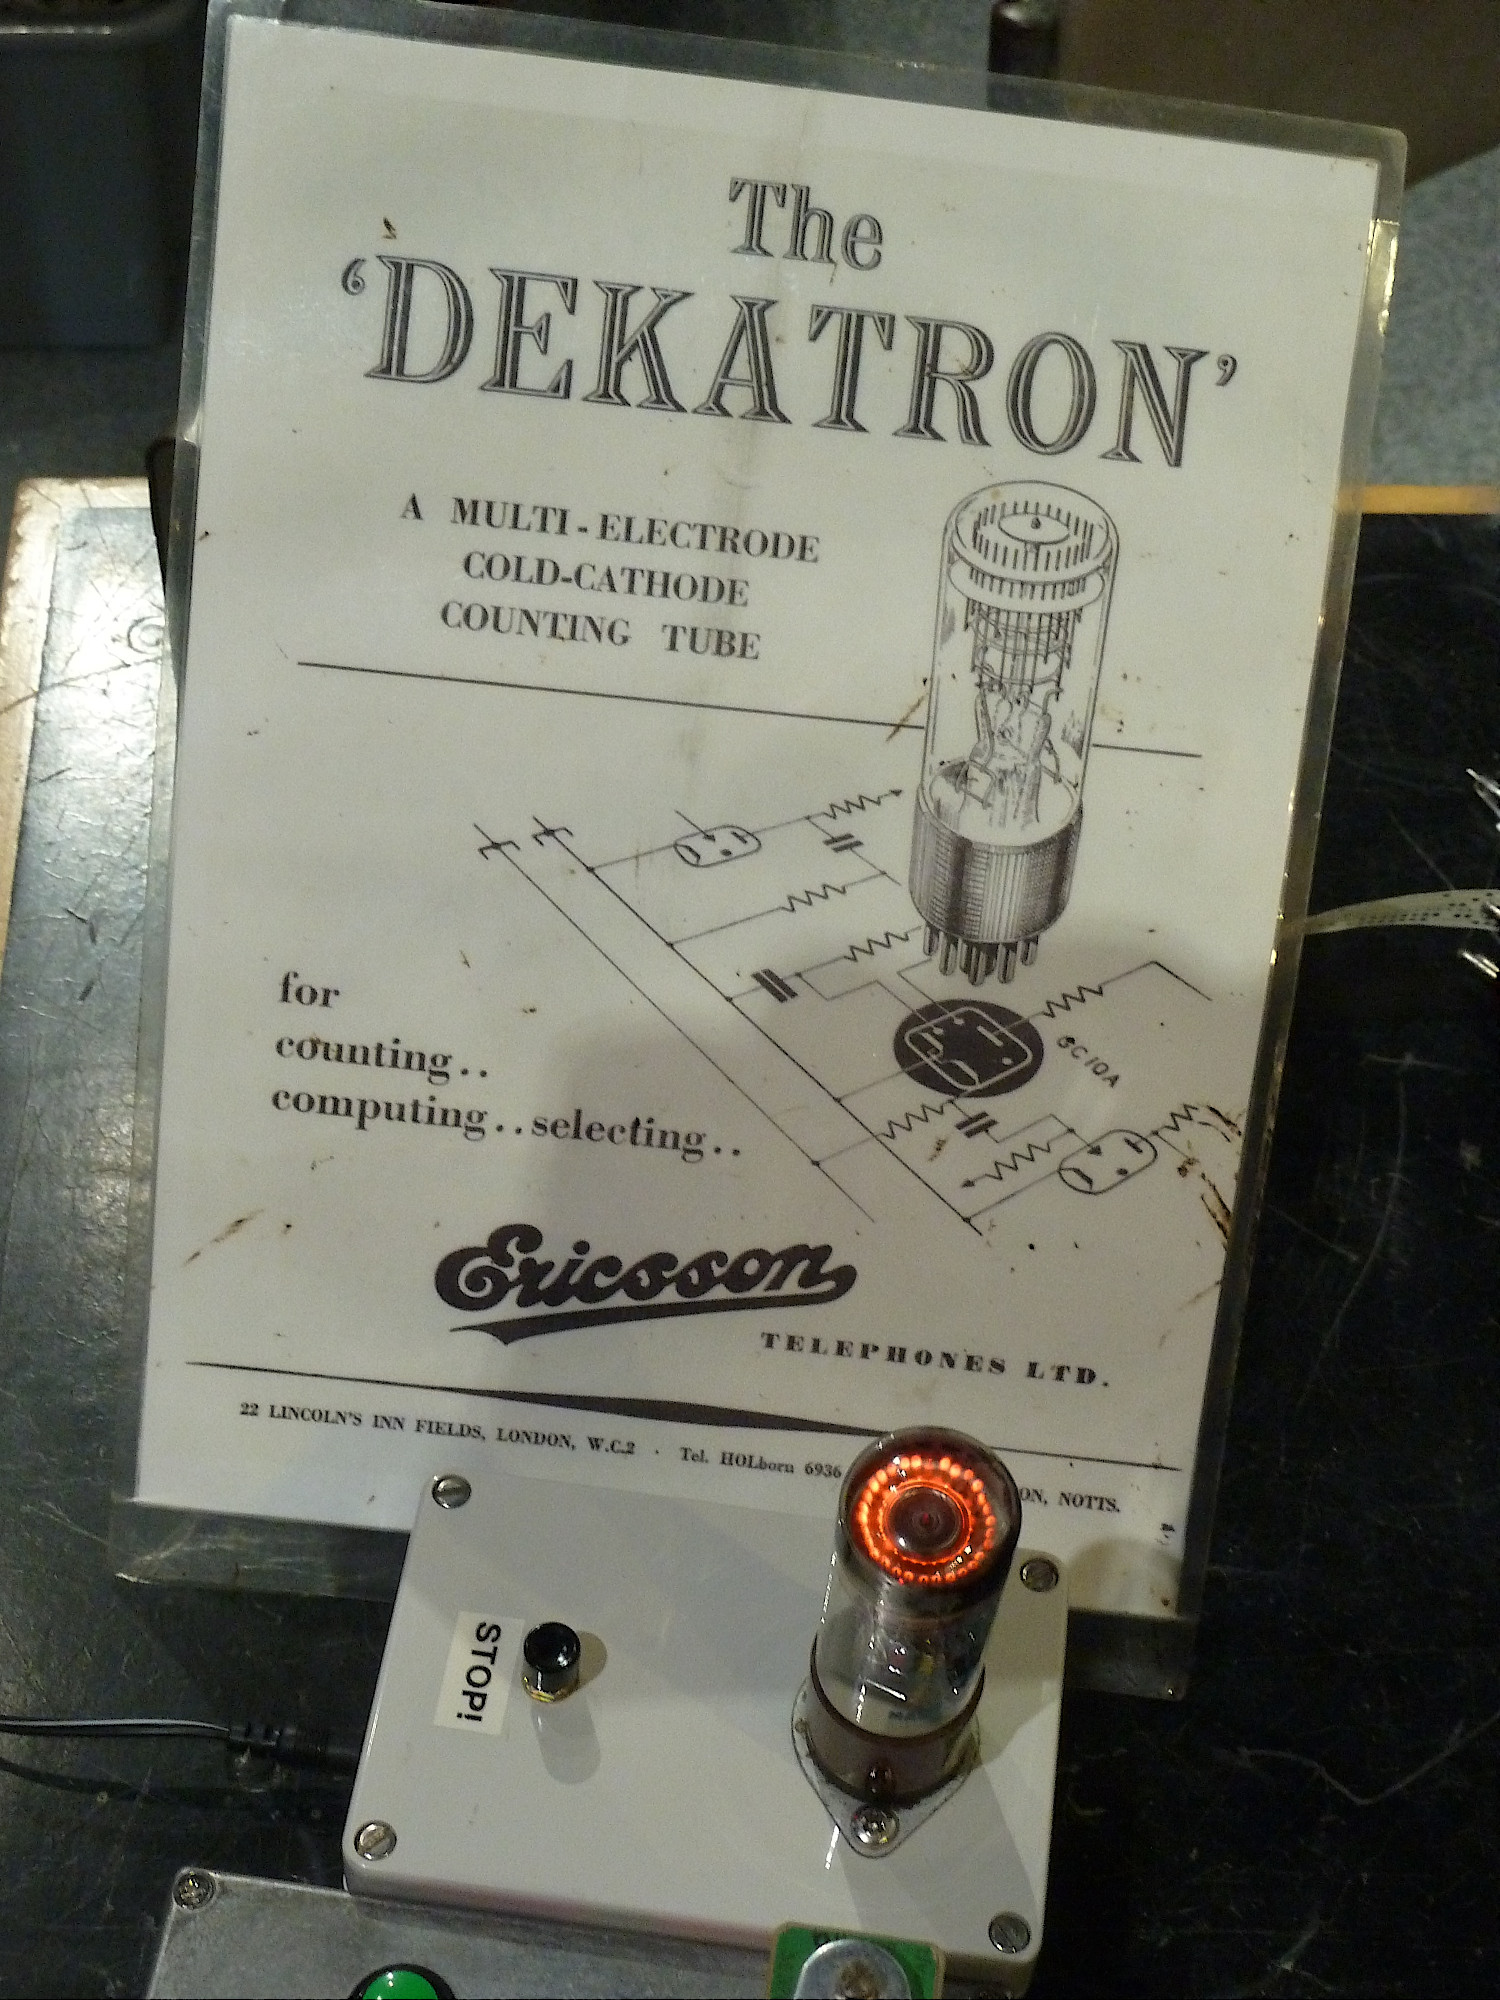 The
‘DEKATRON’
A MULTI-ELECTRODE
COLD-CATHODE
COUNTING TUBE
GC10A
for
counting..
computing..selecting..
Ericsson
TELEPHONES LTD.
22 LINCOLN'S INN FIELDS, LONDON, W.C.2 · Tel. HOLborn 6936
ON, NOTTS.
STOP!